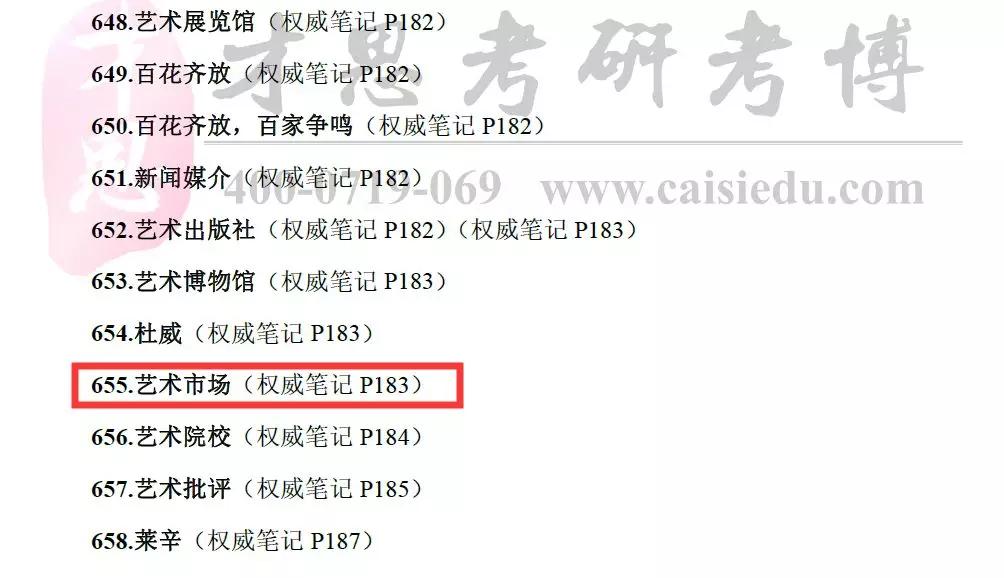 648.艺术展览馆（权威笔记 P182）
才思考研考博
649.百花齐放（权威笔记 P182）
650.百花齐放，百家争鸣（权威笔记 P182）
651.新闻媒介（权威笔记 P182）
400-0719-069 www.caisiedu.com
652.艺术出版社（权威笔记 P182）（权威笔记 P183）
653.艺术博物馆（权威笔记 P183）
654.杜威（权威笔记 P183）
655.艺术市场（权威笔记 P183）
656.艺术院校（权威笔记 P184）
657.艺术批评（权威笔记 P185）
658.莱辛（权威笔记 P187）